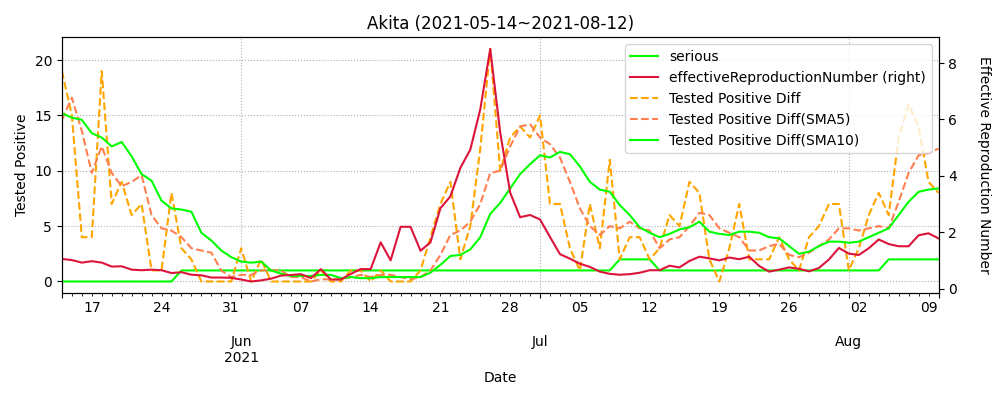 Akita (2021-05-14~2021-08-12)
Tested Positive
20
15
10
5
0
serious
effectiveReproductionNumber (right)
Tested Positive Diff
Tested Positive Diff(SMA5)
Tested Positive Diff(SMA10)
8
6
4
2
0
Effective Reproduction Number
17 24 31 07 14 21 28 05 12 19 26 02 09
Jun Jul Aug
2021
Date